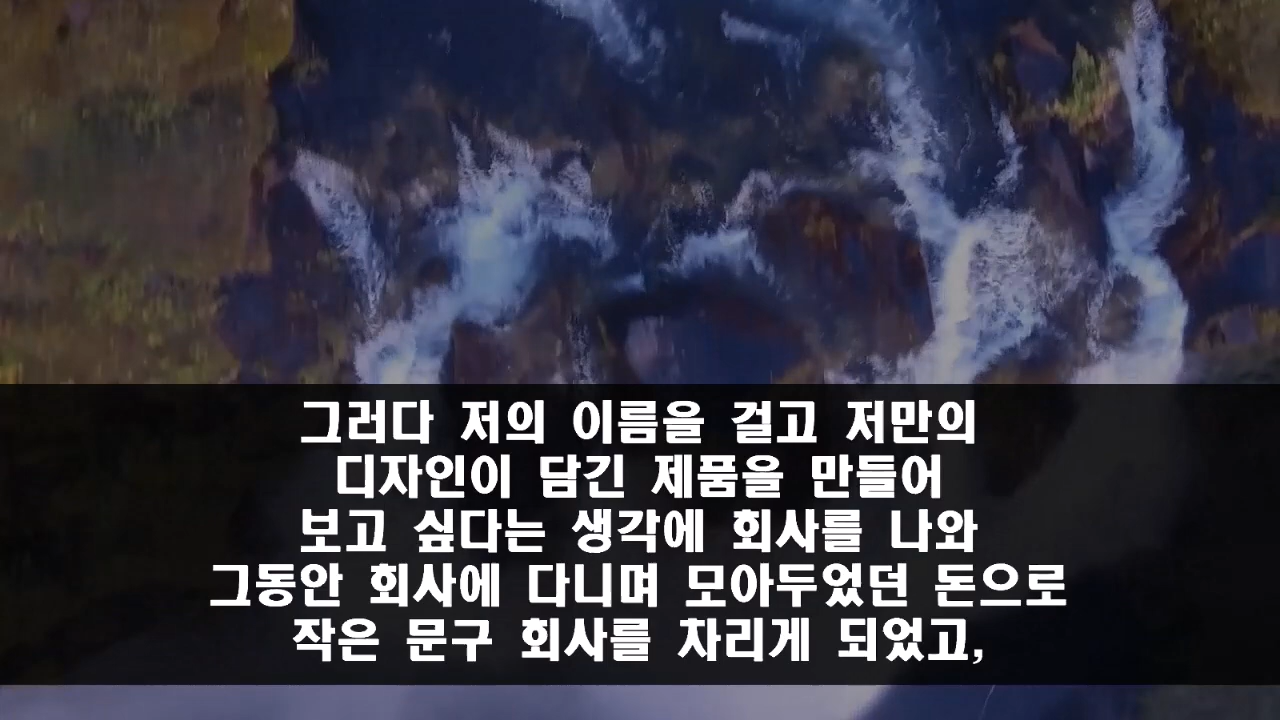 그러다 저의 이름을 걸고 저만의
디자인이 담긴 제품을 만들어
보고 싶다는 생각에 회사를 나와
그동안 회사에 다니며 모아두었던 돈으로
작은 문구 회사를 차리게 되었고,